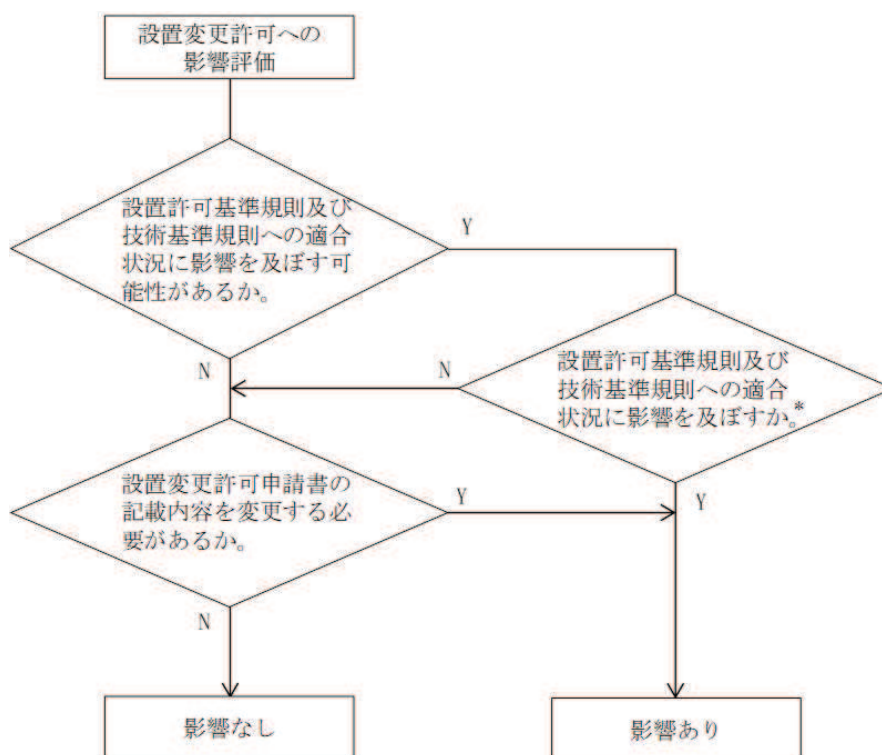 設置変更許可への
影響評価
設置許可基準規則及び
技術基準規則への適合
状況に影響を及ぼす可
能性があるか。
Y
N
設置許可基準規則及び
技術基準規則への適合
状況に影響を及ぼすか。*
N
Y
設置変更許可申請書の
記載内容を変更する必
要があるか。
Y
N
影響なし
影響あり